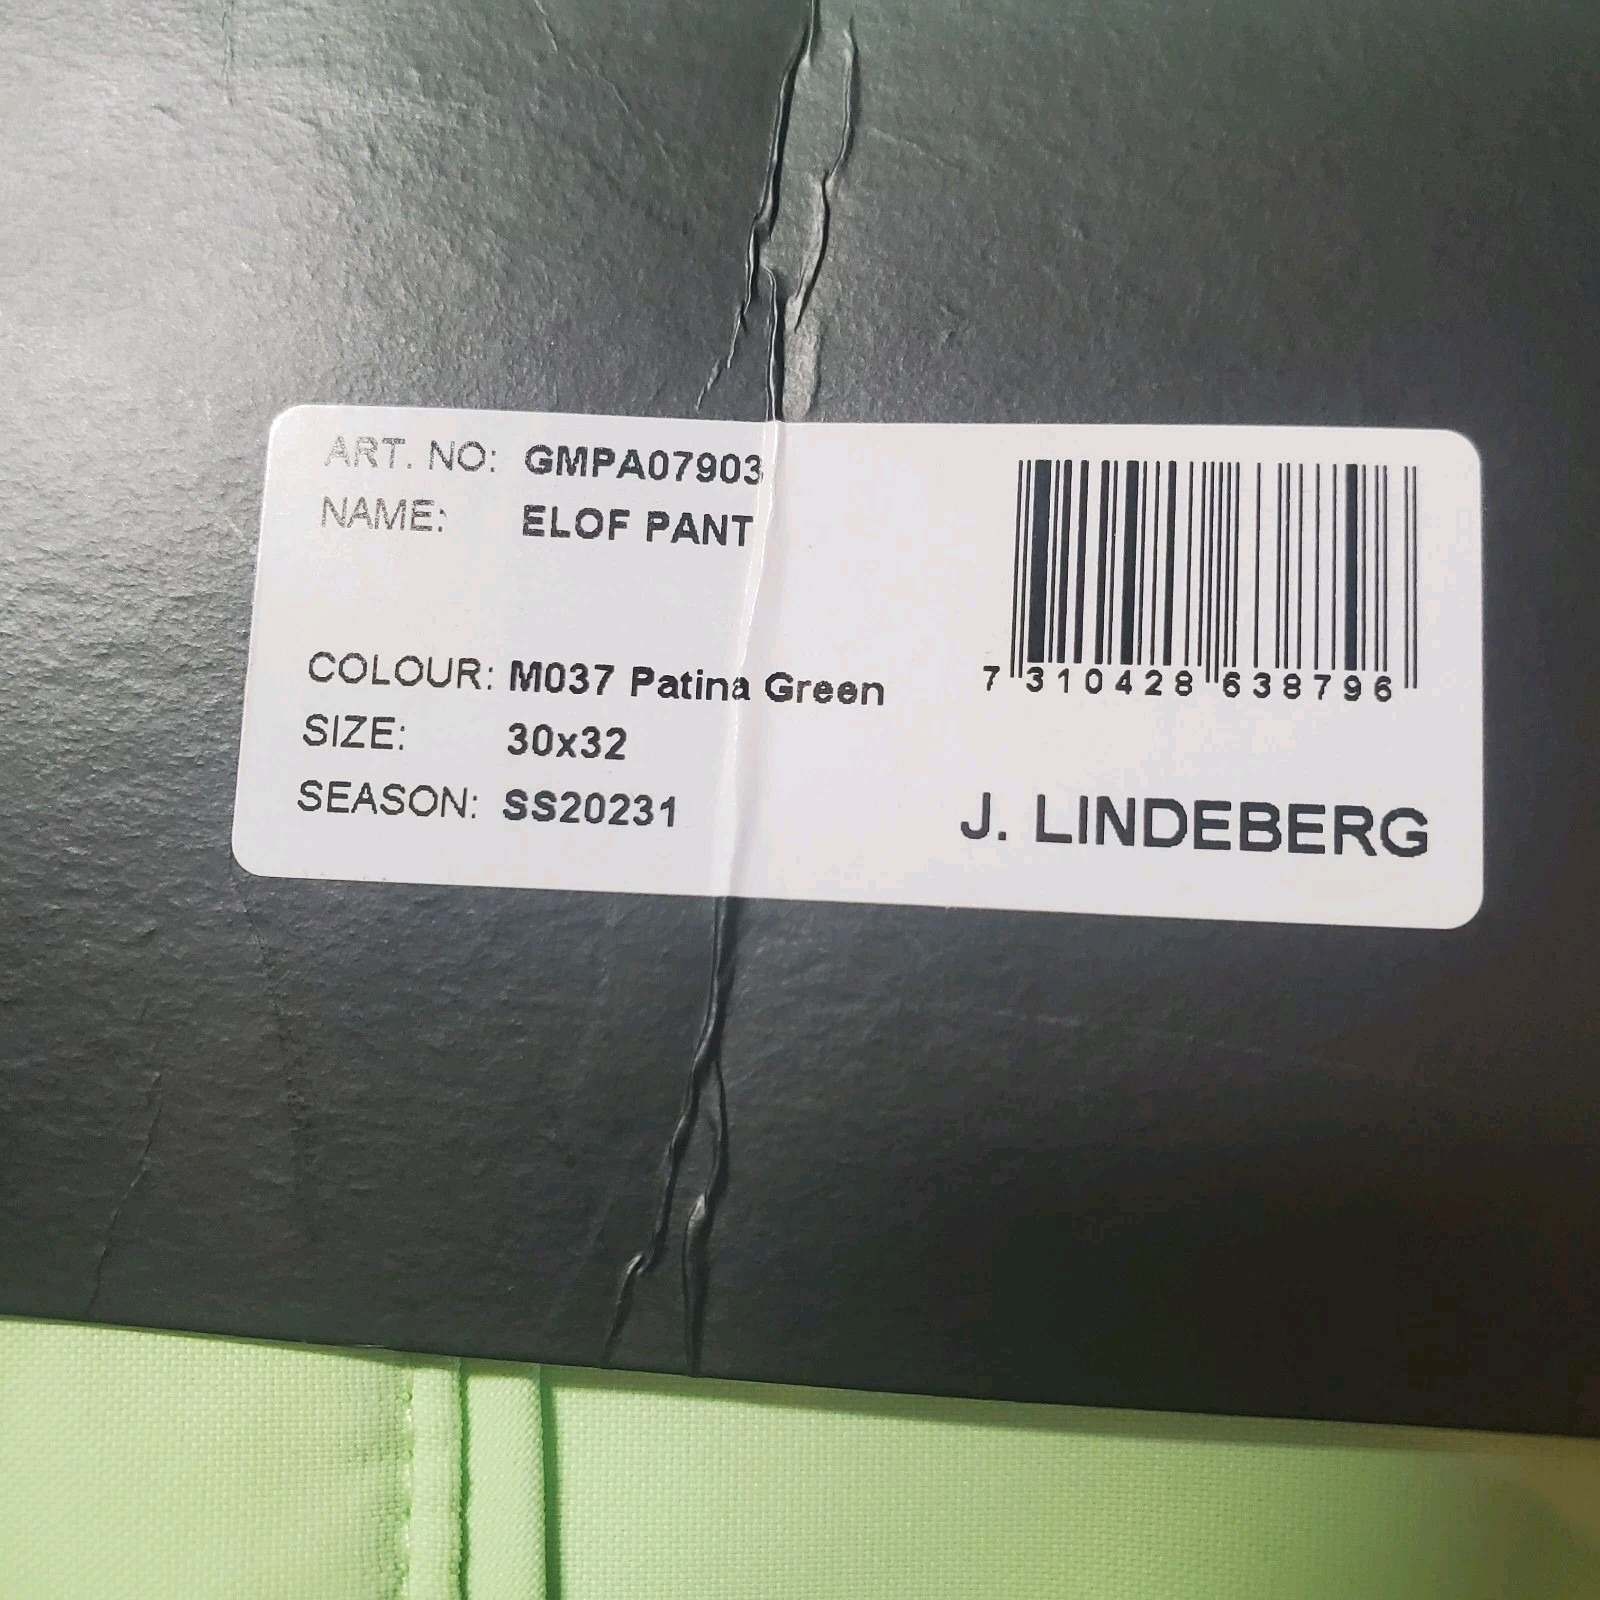 ART. NO: GMPA07903
NAME: ELOF PANT
COLOUR: M037 Patina Green
SIZE: 30x32
SEASON: SS20231
7 310428 638796
J. LINDEBERG